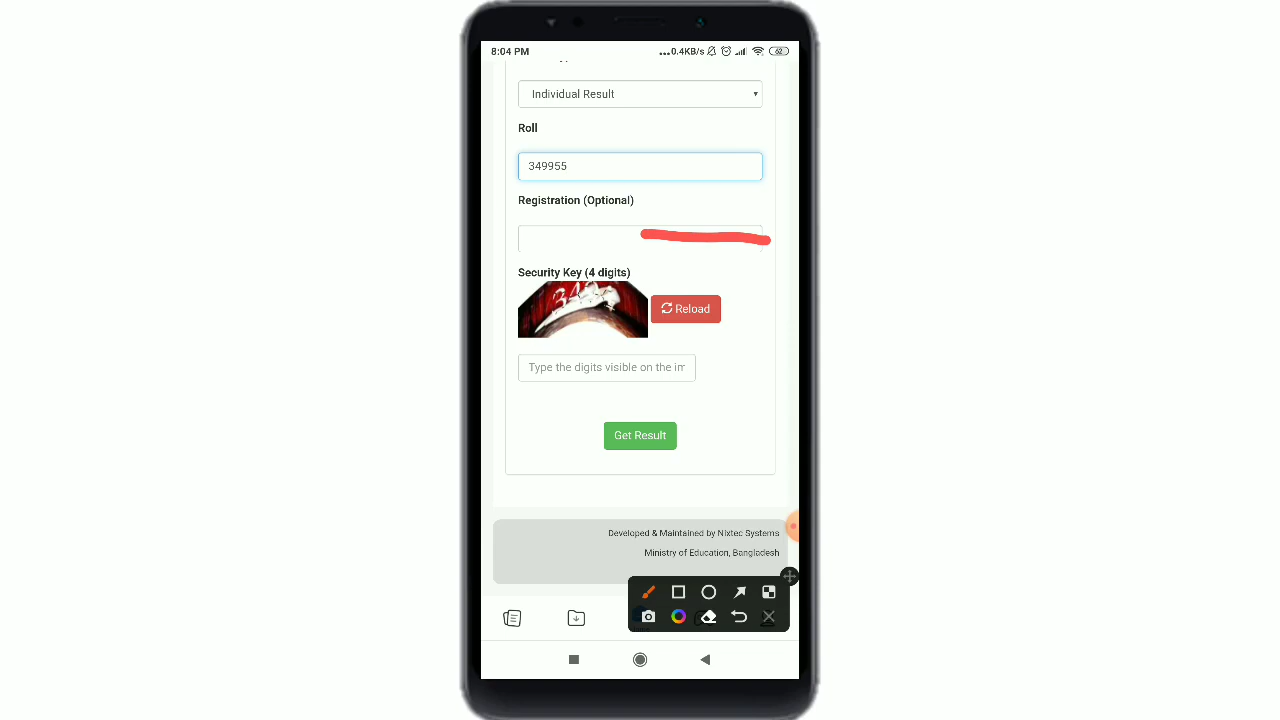 8:04 PM
...0.4KB/s
62
Individual Result
Roll
349955
Registration (Optional)
Security Key (4 digits)
Reload
Type the digits visible on the im
Get Result
Developed & Maintained by Nixtec Systems
Ministry of Education, Bangladesh